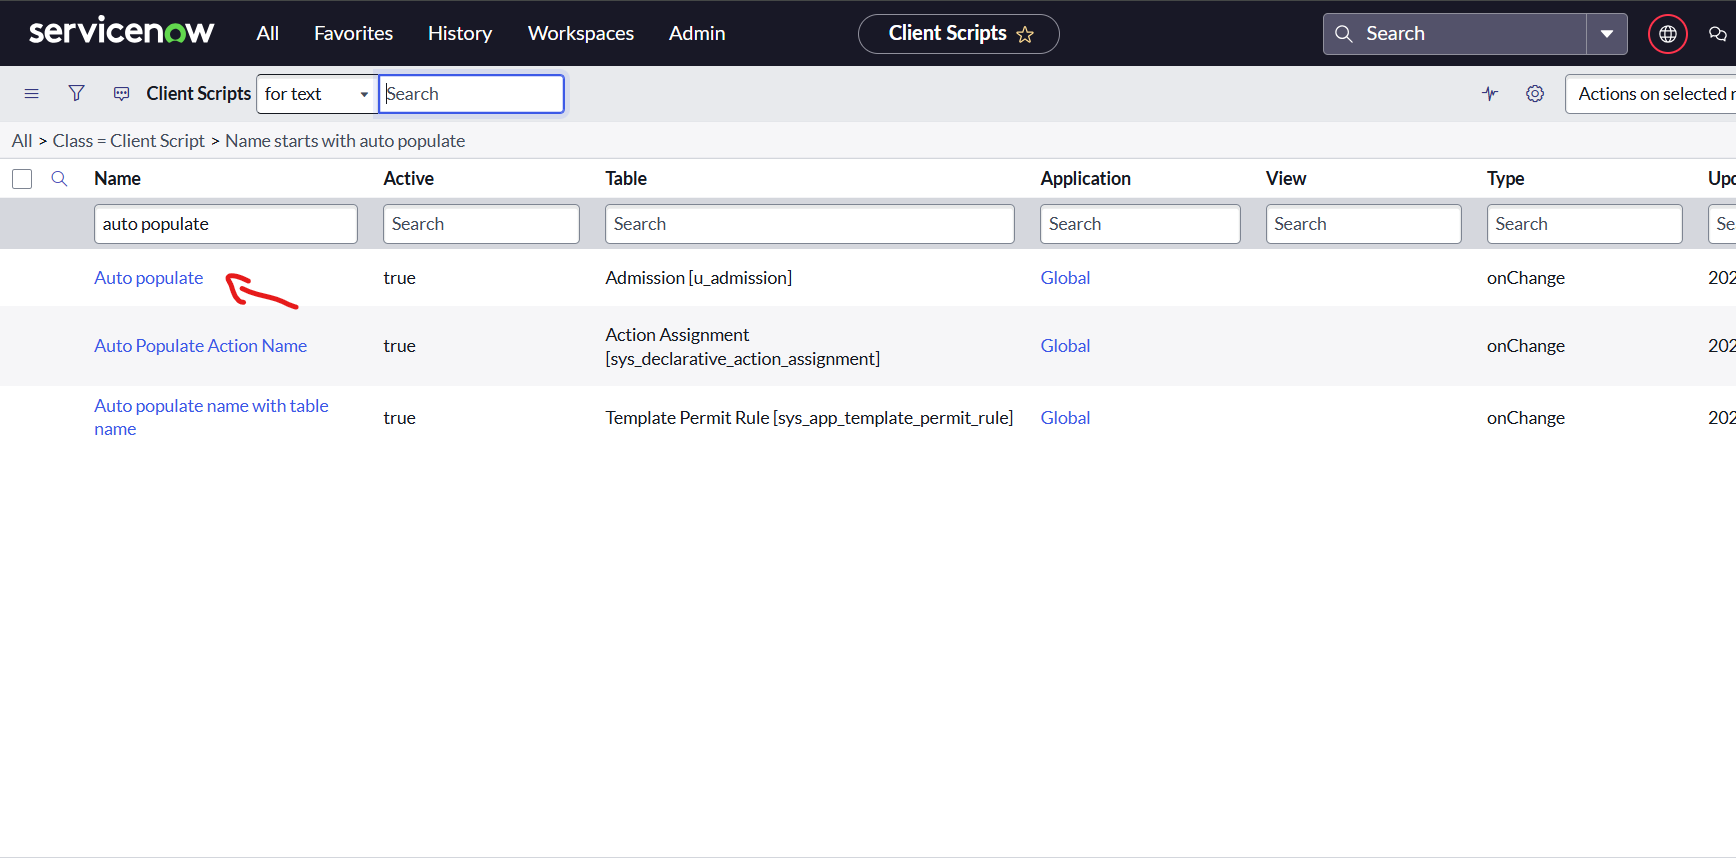 servicenow All Favorites History Workspaces Admin Client Scripts Search
Client Scripts for text Search Actions on selected r
All > Class = Client Script > Name starts with auto populate
Name Active Table Application View Type Upd
auto populate Search Search Search Search Search Se
Auto populate true Admission [u_admission] Global onChange 202
Auto Populate Action Name true Action Assignment
[sys_declarative_action_assignment] Global onChange 202
Auto populate name with table
name true Template Permit Rule [sys_app_template_permit_rule] Global onChange 202